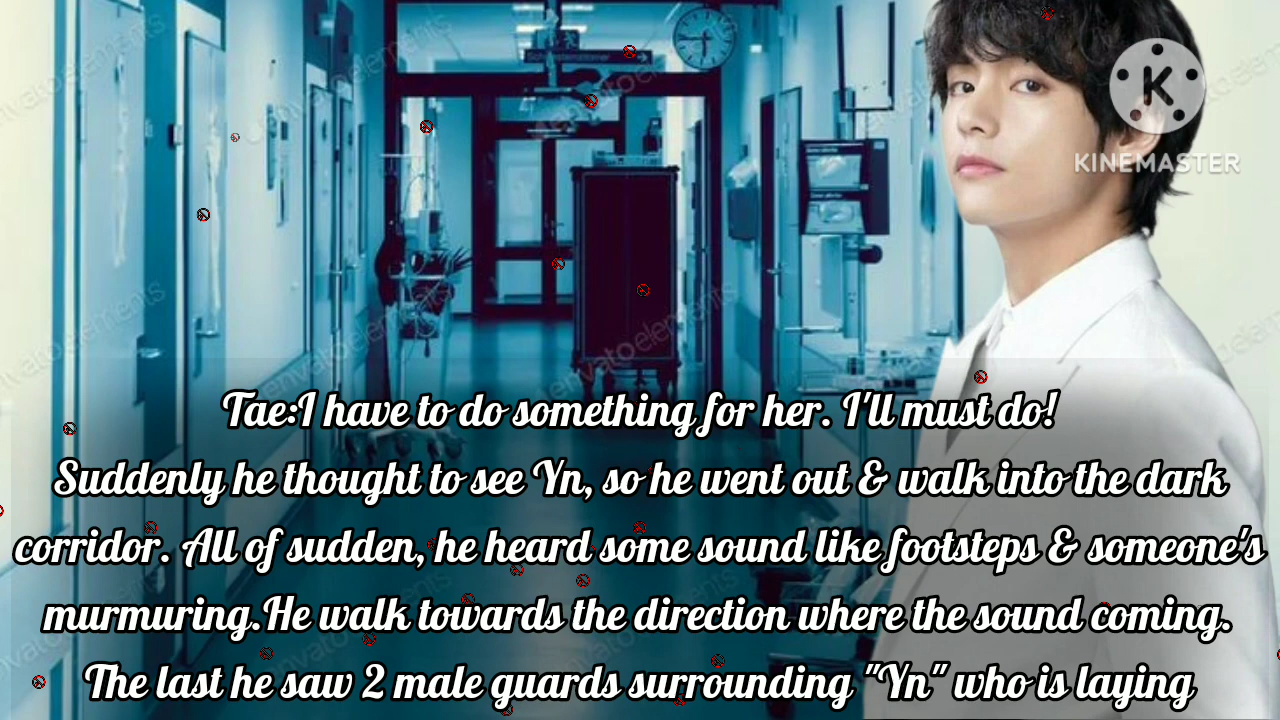 KINEMASTER
Tae:I have to do something for her. I'll must do!
Suddenly he thought to see Yn, so he went out & walk into the dark
corridor. All of sudden, he heard some sound like footsteps & someone's
murmuring.He walk towards the direction where the sound coming.
The last he saw 2 male guards surrounding "Yn" who is laying